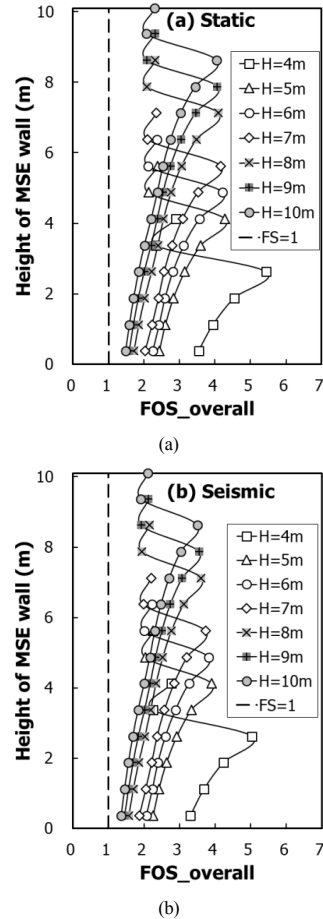 (a) Static
Height of MSE wall (m)
10
8
6
4
2
0
H=4m
H=5m
H=6m
H=7m
H=8m
H=9m
H=10m
·FS=1
0 1 2 3 4 5 6 7
FOS_overall
(a)
(b) Seismic
Height of MSE wall (m)
10
8
6
4
2
0
H=4m
H=5m
H=6m
H=7m
H=8m
H=9m
H=10m
·FS=1
0 1 2 3 4 5 6 7
FOS_overall
(b)